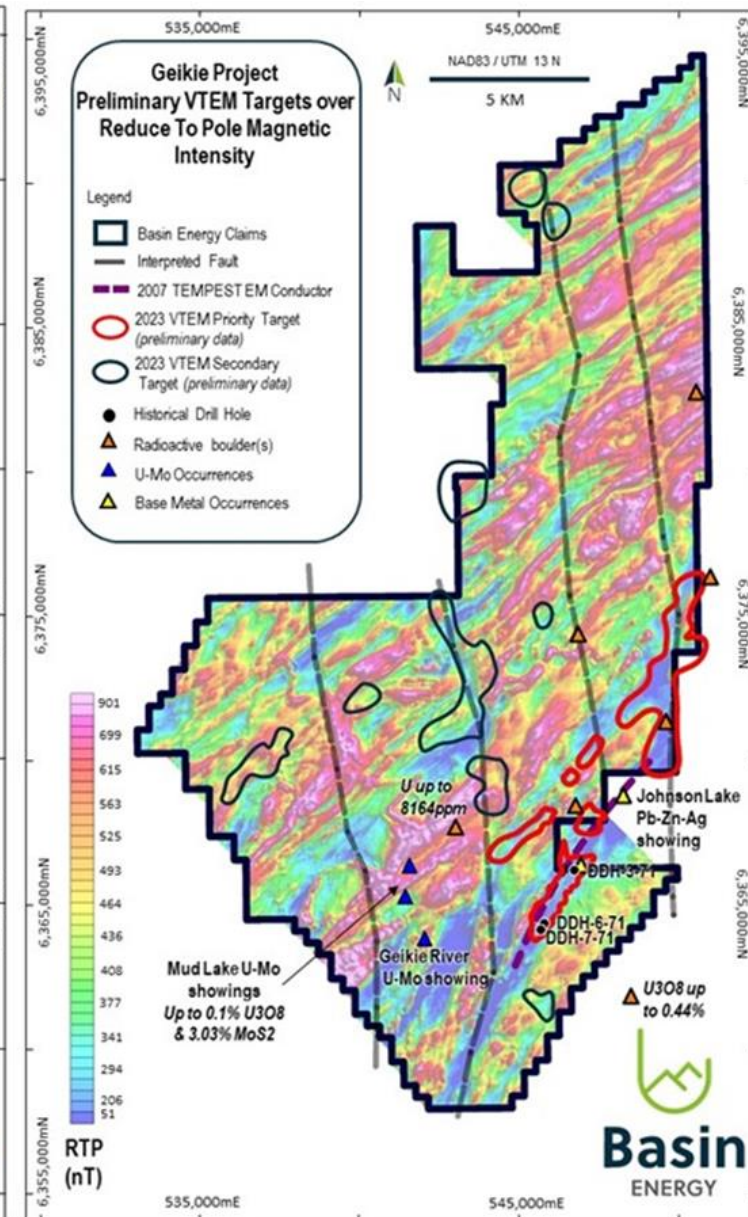 535,000mE
545,000mE
6,395,000mN
6,395,000mN
Geikie Project
Preliminary VTEM Targets over
Reduce To Pole Magnetic
Intensity
N
NAD83 / UTM 13 N
5 KM
Legend
Basin Energy Claims
Interpreted Fault
2007 TEMPEST EM Conductor
2023 VTEM Priority Target
(preliminary data)
2023 VTEM Secondary
Target (preliminary data)
Historical Drill Hole
Radioactive boulder(s)
U-Mo Occurrences
Base Metal Occurrences
6,385,000mN
6,385,000mN
6,375,000mN
6,375,000mN
901
699
615
563
525
493
464
436
408
377
341
294
206
51
RTP
(nT)
U up to
8164ppm
Johnson Lake
Pb-Zn-Ag
showing
DDH-3-71
DDH-6-71
DDH-7-71
6,365,000mN
6,365,000mN
Geikie River
U-Mo showing
Mud Lake U-Mo
showings
Up to 0.1% U3O8
& 3.03% MoS2
U3O8 up
to 0.44%
Basin
ENERGY
6,355,000mN
535,000mE
545,000mE